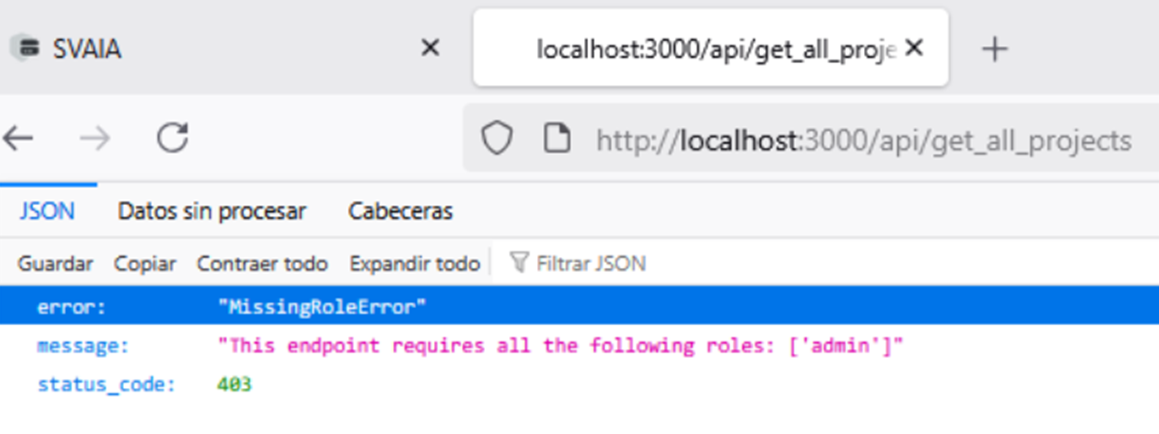 SVAIA
localhost:3000/api/get_all_proje
http://localhost:3000/api/get_all_projects
JSON Datos sin procesar Cabeceras
Guardar Copiar Contraer todo Expandir todo Filtrar JSON
error: "MissingRoleError"
message: "This endpoint requires all the following roles: ['admin']"
status_code: 403